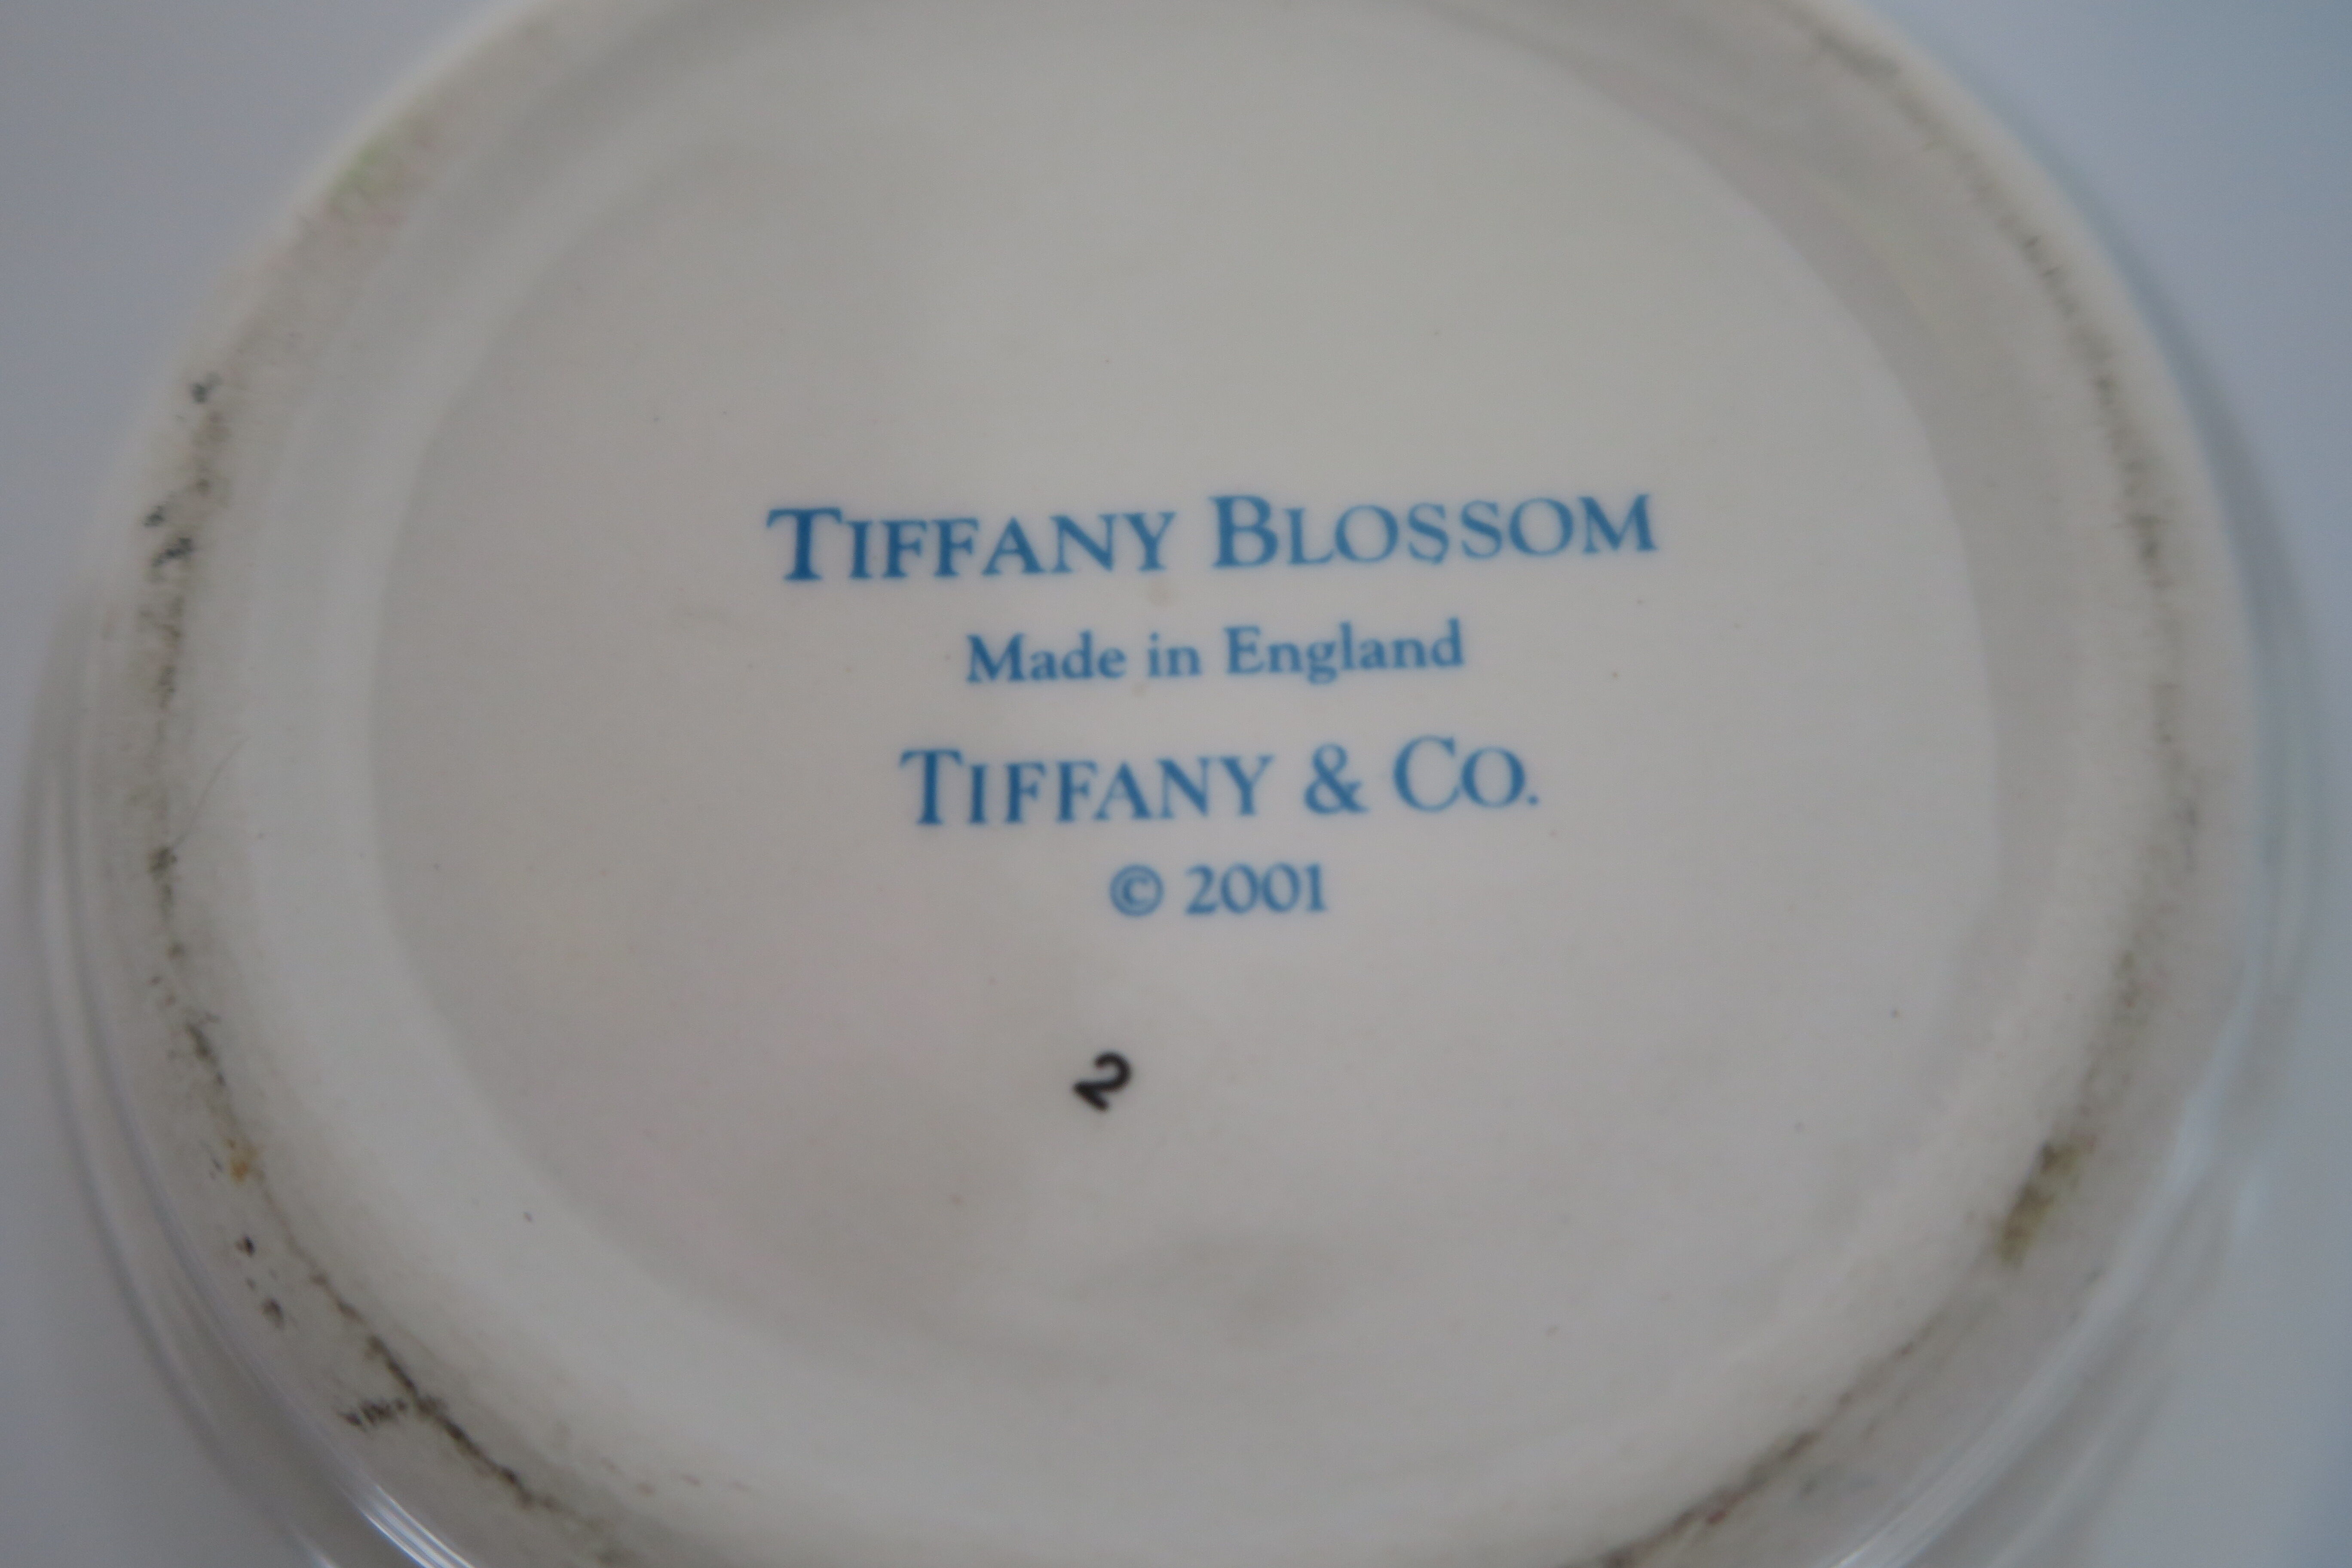 TIFFANY BLOSSOM
Made in England
TIFFANY & CO.
© 2001
2